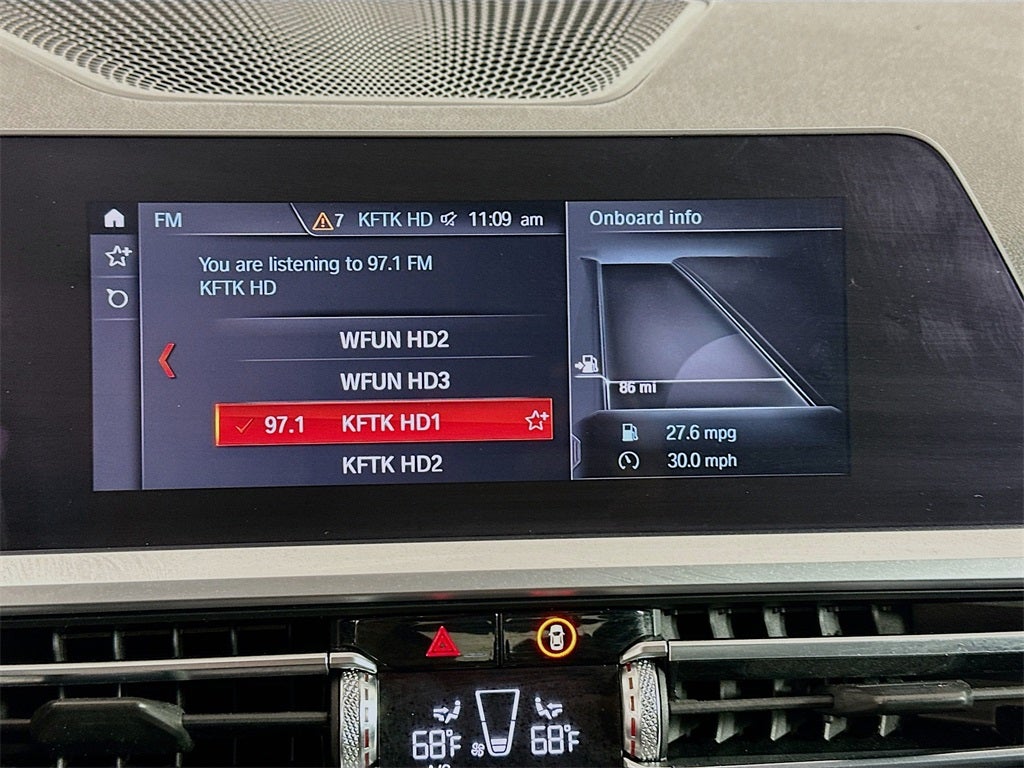 FM
7 KFTK HD 11:09 am
You are listening to 97.1 FM
KFTK HD
WFUN HD2
WFUN HD3
97.1 KFTK HD1
KFTK HD2
Onboard info
86 mi
27.6 mpg
30.0 mph
68°F 68°F